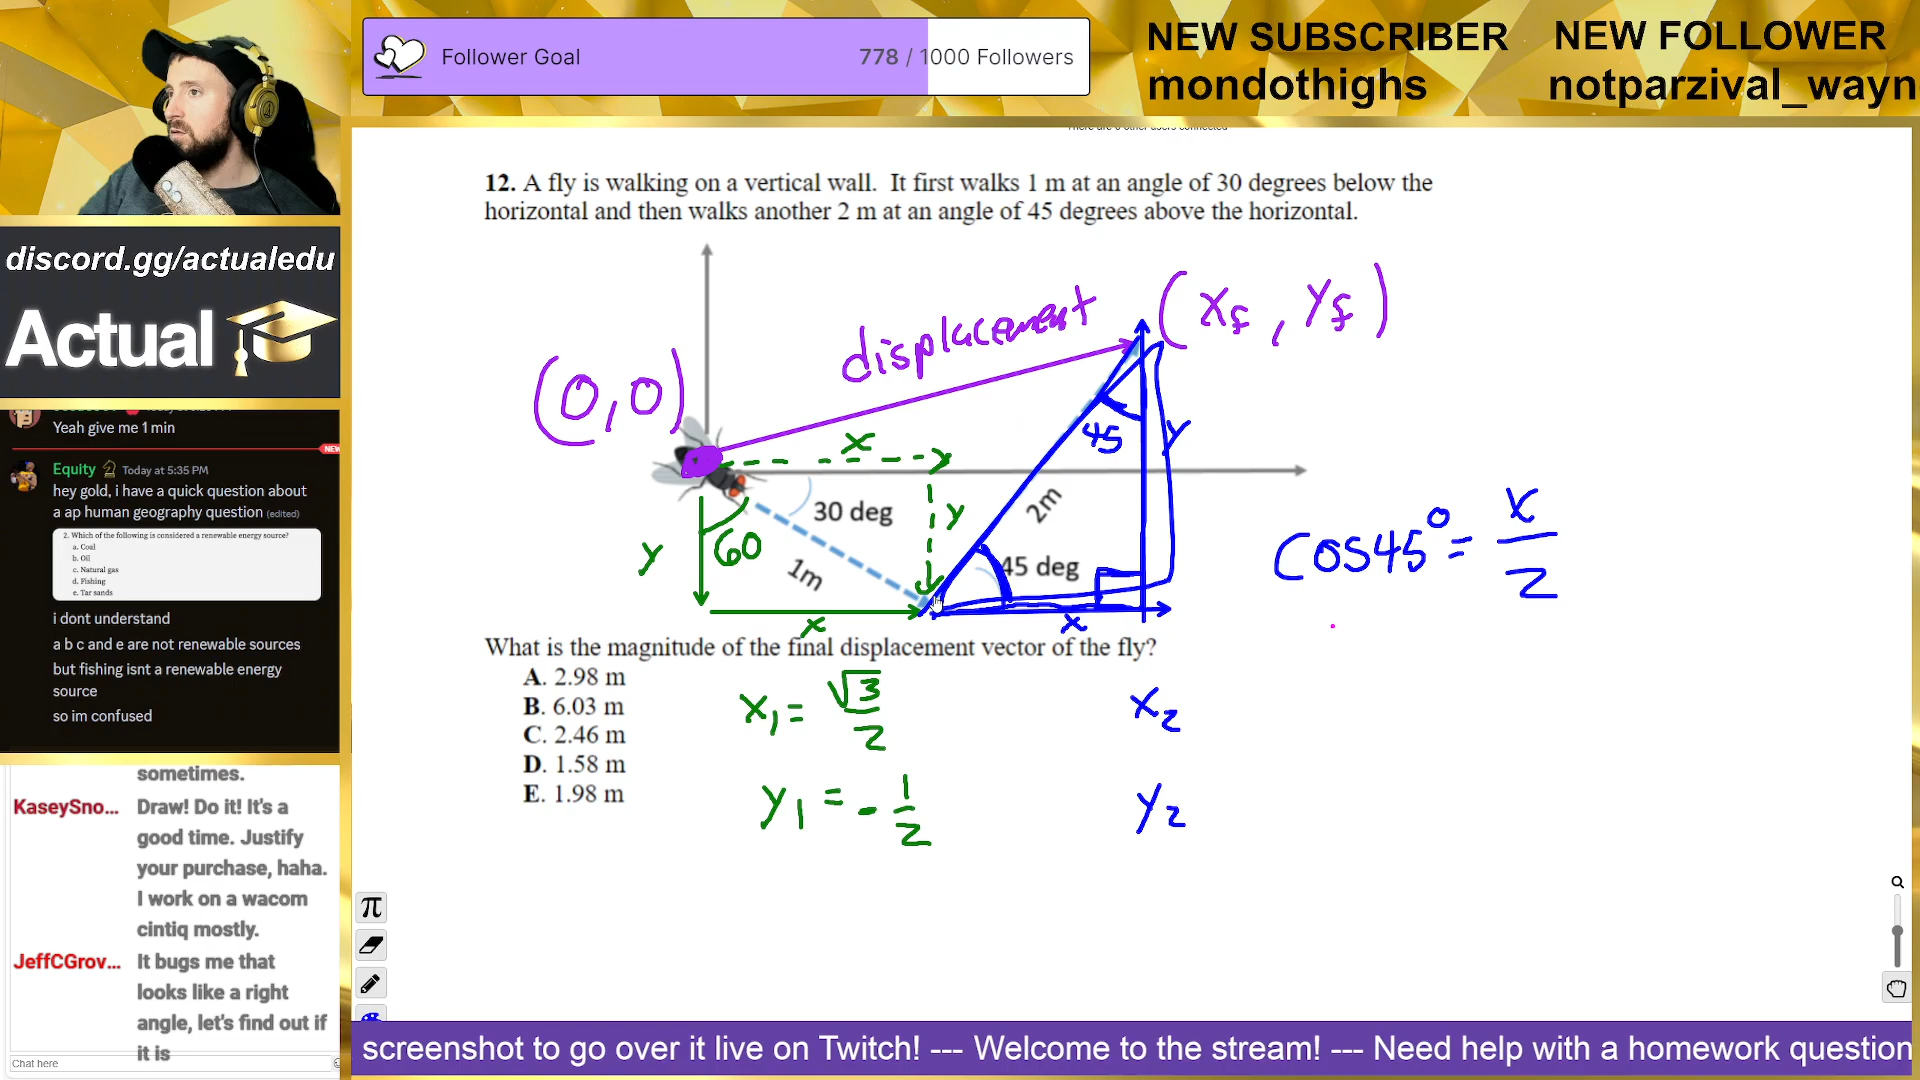 Follower Goal
778 / 1000 Followers
NEW SUBSCRIBER
mondothighs
NEW FOLLOWER
notparzival_wayn
discord.gg/actualedu
Actual
Yeah give me 1 min
NEW
Equity Today at 5:35 PM
hey gold, i have a quick question about
a ap human geography question (edited)
2. Which of the following is considered a renewable energy source?
a. Coal
b. Oil
c. Natural gas
d. Fishing
e. Tar sands
i dont understand
a b c and e are not renewable sources
but fishing isnt a renewable energy
source
so im confused
sometimes.
KaseySno... Draw! Do it! It's a
good time. Justify
your purchase, haha.
I work on a wacom
cintiq mostly.
JeffCGrov... It bugs me that
looks like a right
angle, let's find out if
it is
Chat here
12. A fly is walking on a vertical wall. It first walks 1 m at an angle of 30 degrees below the
horizontal and then walks another 2 m at an angle of 45 degrees above the horizontal.
(0,0)
displacement
(xf, yf)
x
y
30 deg
60
y
1m
x
2m
45
y
45 deg
x
cos45° = x/2
What is the magnitude of the final displacement vector of the fly?
A. 2.98 m
B. 6.03 m
C. 2.46 m
D. 1.58 m
E. 1.98 m
x₁ = √3/2
y₁ = -1/2
x₂
y₂
π
screenshot to go over it live on Twitch! --- Welcome to the stream! --- Need help with a homework question